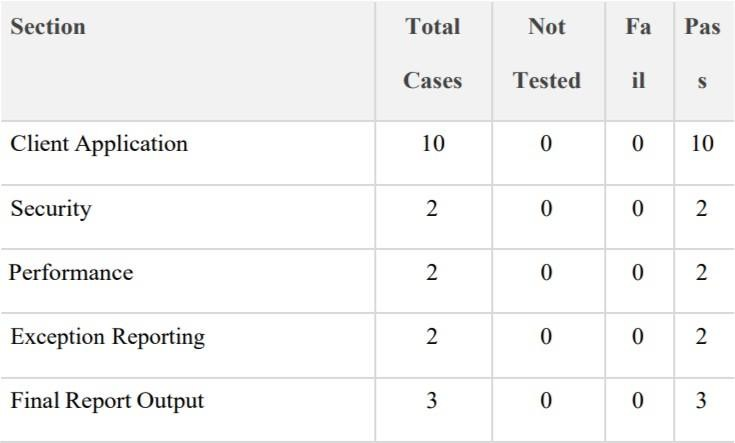 Section Total Cases Not Tested Fa il Pas s
Client Application 10 0 0 10
Security 2 0 0 2
Performance 2 0 0 2
Exception Reporting 2 0 0 2
Final Report Output 3 0 0 3